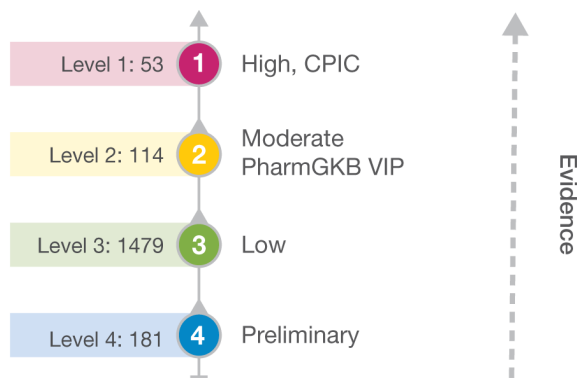 Level 1: 53
1
High, CPIC
Level 2: 114
2
Moderate
PharmGKB VIP
Level 3: 1479
3
Low
Level 4: 181
4
Preliminary
Evidence